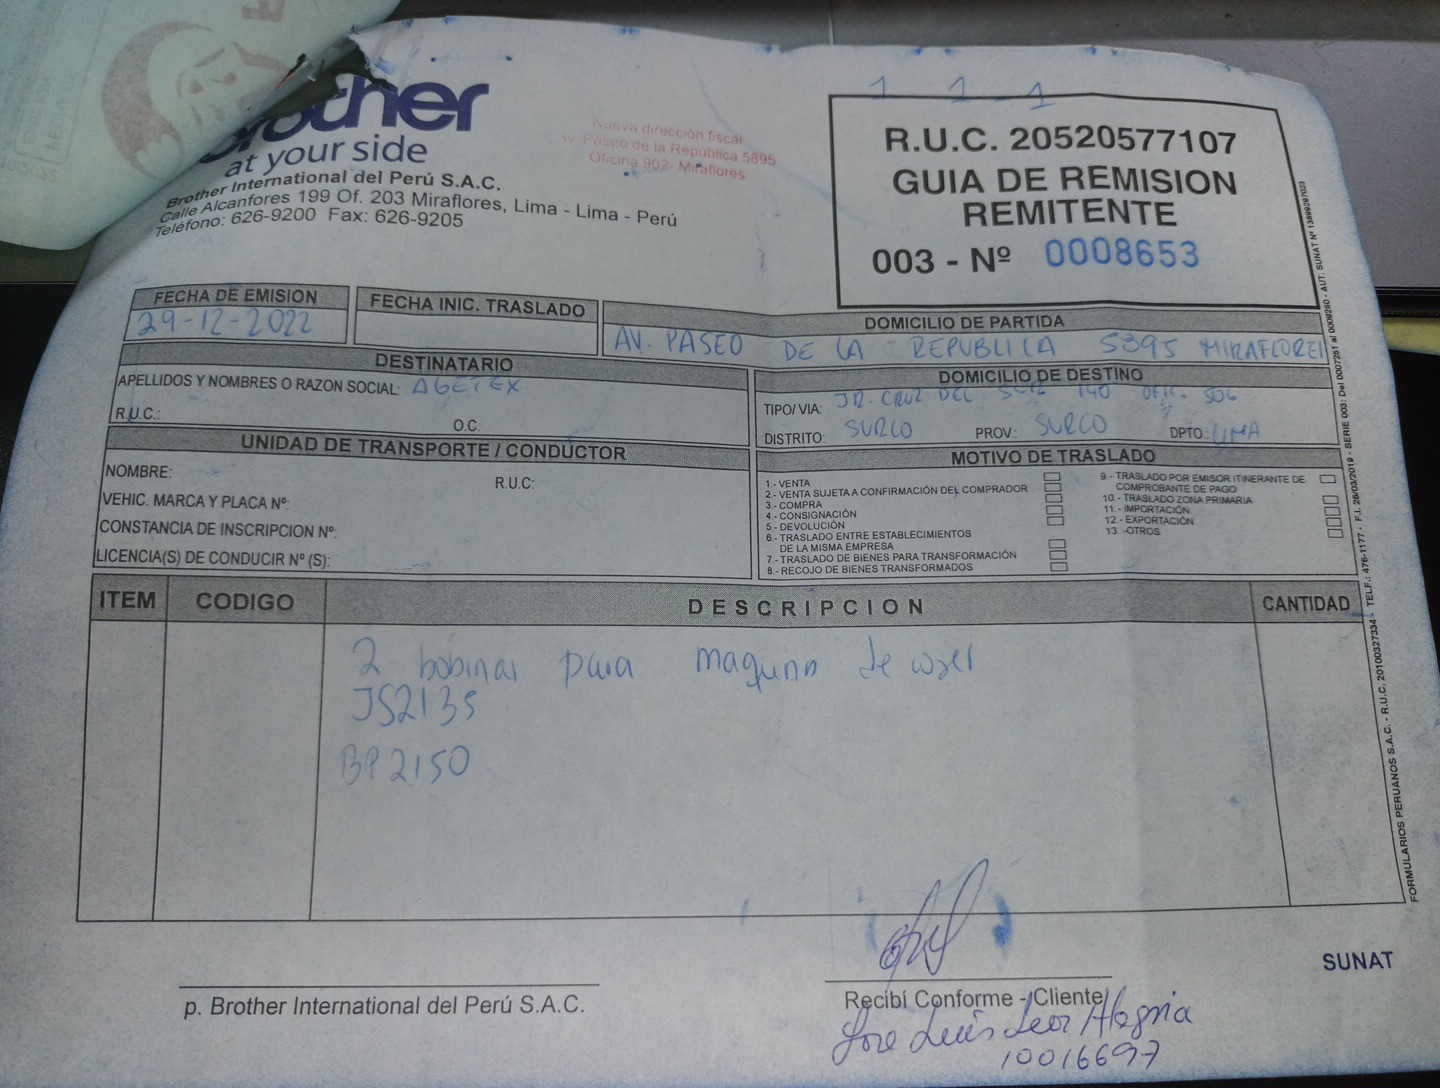 brother
at your side
Brother International del Perú S.A.C.
Calle Alcanfores 199 Of. 203 Miraflores, Lima - Lima - Perú
Teléfono: 626-9200 Fax: 626-9205
Nueva dirección fiscal
Av. Paseo de la República 5895
Oficina 902- Miraflores
1 1 1
R.U.C. 20520577107
GUIA DE REMISION
REMITENTE
003 - Nº 0008653
FECHA DE EMISION
29-12-2022
FECHA INIC. TRASLADO
DOMICILIO DE PARTIDA
AV. PASEO DE LA REPUBLICA 5895 MIRAFLORES
DESTINATARIO
APELLIDOS Y NOMBRES O RAZON SOCIAL: AGETEX
R.U.C.: O.C.
DOMICILIO DE DESTINO
TIPO/ VIA: JR. CRUZ DEL SUR 140 OFIC. 506
DISTRITO: SURCO PROV.: SURCO DPTO.: LIMA
UNIDAD DE TRANSPORTE / CONDUCTOR
NOMBRE: R.U.C:
VEHIC. MARCA Y PLACA Nº:
CONSTANCIA DE INSCRIPCION Nº:
LICENCIA(S) DE CONDUCIR Nº (S):
MOTIVO DE TRASLADO
1.- VENTA
2.- VENTA SUJETA A CONFIRMACIÓN DEL COMPRADOR
3.- COMPRA
4.- CONSIGNACIÓN
5.- DEVOLUCIÓN
6.- TRASLADO ENTRE ESTABLECIMIENTOS
DE LA MISMA EMPRESA
7.- TRASLADO DE BIENES PARA TRANSFORMACIÓN
8.- RECOJO DE BIENES TRANSFORMADOS
9.- TRASLADO POR EMISOR ITINERANTE DE
COMPROBANTE DE PAGO
10.- TRASLADO ZONA PRIMARIA
11.- IMPORTACIÓN
12.- EXPORTACIÓN
13. -OTROS
ITEM CODIGO DESCRIPCION CANTIDAD
2 bobinas para maquina de coser
JS2135
BP2150
p. Brother International del Perú S.A.C.
Recibí Conforme - Cliente
Jose Luis Leor Alegria
10016697
SUNAT
FORMULARIOS PERUANOS S.A.C. - R.U.C. 20100327334 - TELF.: 476-1177 - F.I. 28/03/2019 - SERIE 003: Del 0007251 al 0009250 - AUT. SUNAT Nº 13899297023